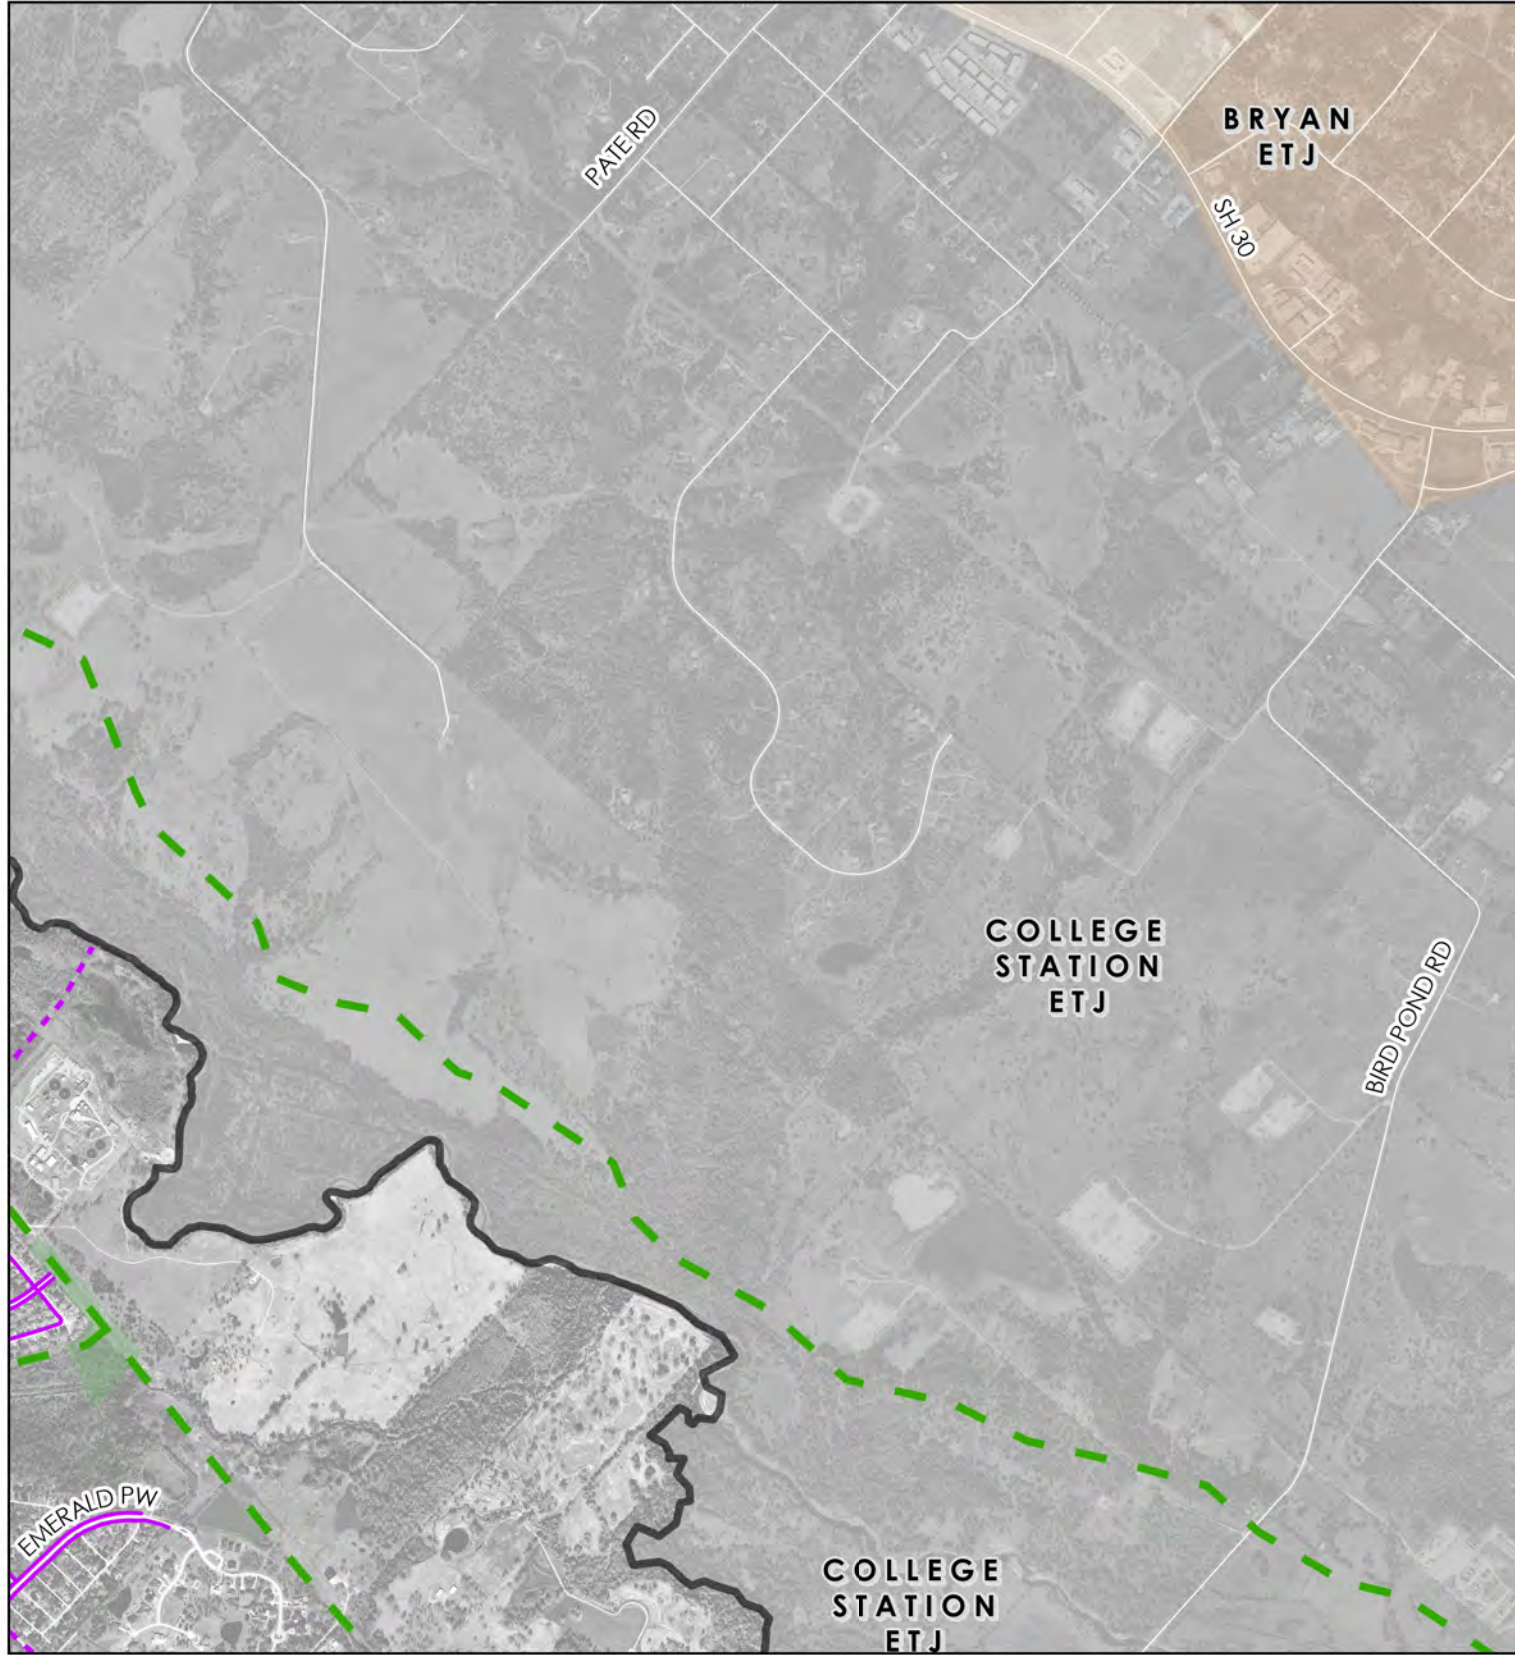 BRYAN
ETJ
PATE RD
SH 30
COLLEGE
STATION
ETJ
BIRD POND RD
EMERALD PW
COLLEGE
STATION
ETJ